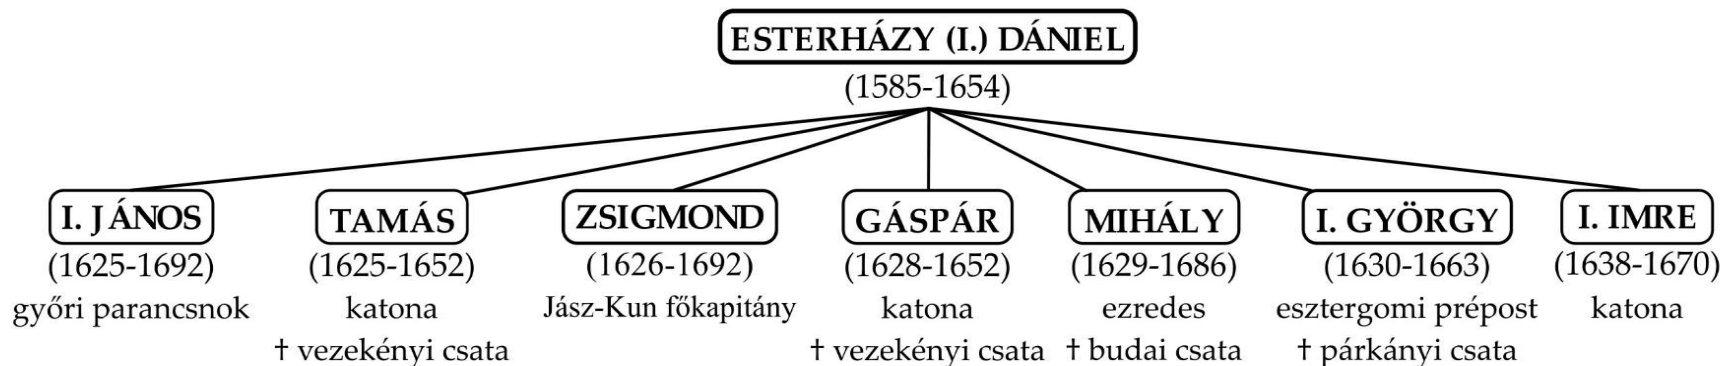 ESTERHÁZY (I.) DÁNIEL
(1585-1654)
I. JÁNOS
(1625-1692)
győri parancsnok
TAMÁS
(1625-1652)
katona
† vezekényi csata
ZSIGMOND
(1626-1692)
Jász-Kun főkapitány
GÁSPÁR
(1628-1652)
katona
† vezekényi csata
MIHÁLY
(1629-1686)
ezredes
† budai csata
I. GYÖRGY
(1630-1663)
esztergomi prépost
† párkányi csata
I. IMRE
(1638-1670)
katona